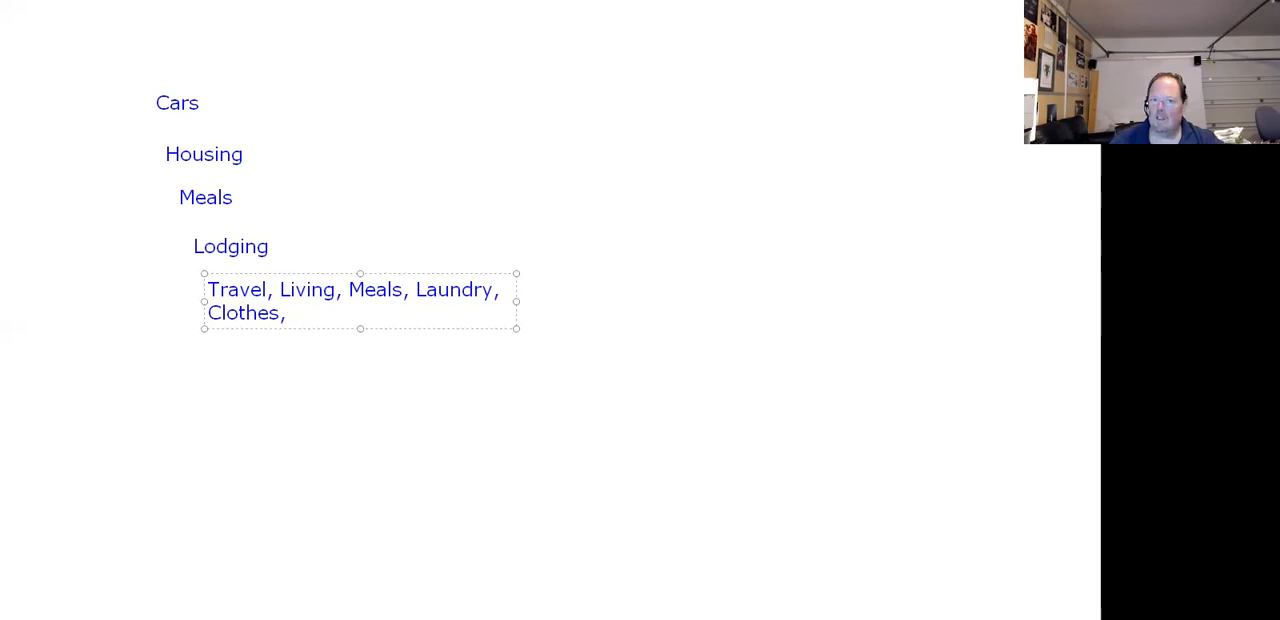 Cars
Housing
Meals
Lodging
Travel, Living, Meals, Laundry,
Clothes,